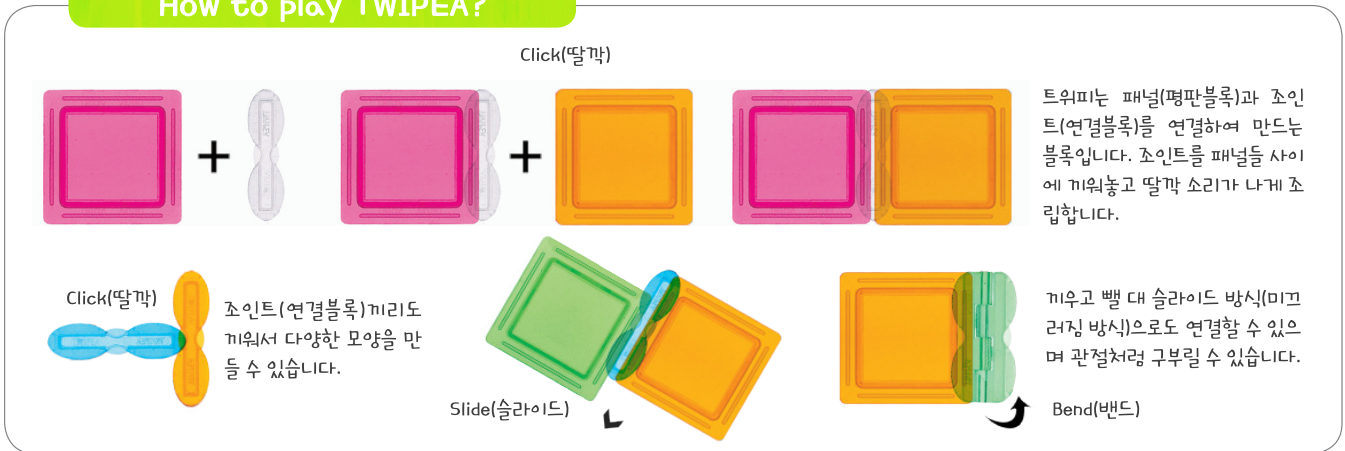 How to play TWIPEA?
Click(딸깍)
트위피는 패널(평판블록)과 조인
트(연결블록)를 연결하여 만드는
블록입니다. 조인트를 패널들 사이
에 끼워놓고 딸깍 소리가 나게 조
립합니다.
Click(딸깍)
조인트(연결블록)끼리도
끼워서 다양한 모양을 만
들 수 있습니다.
Slide(슬라이드)
끼우고 뺄 대 슬라이드 방식(미끄
러짐 방식)으로도 연결할 수 있으
며 관절처럼 구부릴 수 있습니다.
Bend(밴드)